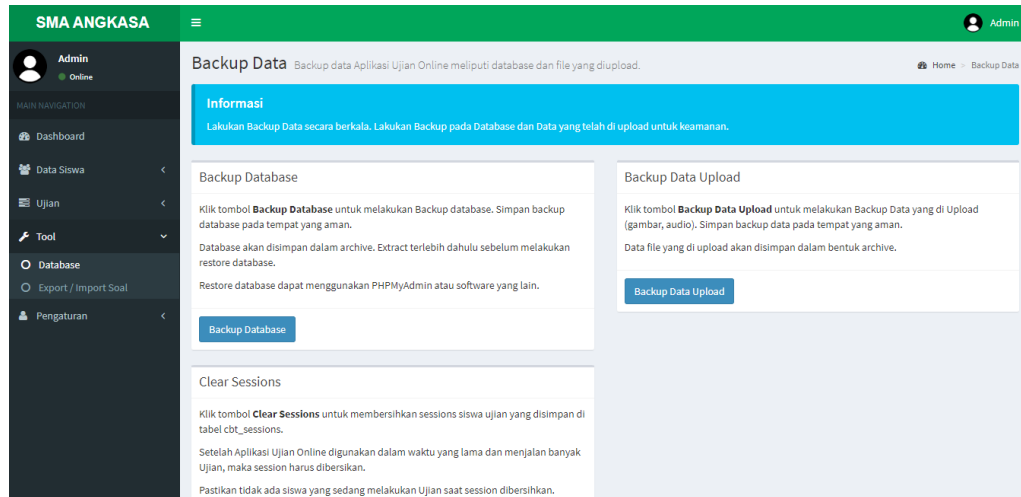 SMA ANGKASA
Admin
Admin
Online
MAIN NAVIGATION
Dashboard
Data Siswa
Ujian
Tool
Database
Export / Import Soal
Pengaturan
Backup Data Backup data Aplikasi Ujian Online meliputi database dan file yang diupload.
Home > Backup Data
Informasi
Lakukan Backup Data secara berkala. Lakukan Backup pada Database dan Data yang telah di upload untuk keamanan.
Backup Database
Klik tombol Backup Database untuk melakukan Backup database. Simpan backup
database pada tempat yang aman.
Database akan disimpan dalam archive. Extract terlebih dahulu sebelum melakukan
restore database.
Restore database dapat menggunakan PHPMyAdmin atau software yang lain.
Backup Database
Backup Data Upload
Klik tombol Backup Data Upload untuk melakukan Backup Data yang di Upload
(gambar, audio). Simpan backup data pada tempat yang aman.
Data file yang di upload akan disimpan dalam bentuk archive.
Backup Data Upload
Clear Sessions
Klik tombol Clear Sessions untuk membersihkan sessions siswa ujian yang disimpan di
tabel cbt_sessions.
Setelah Aplikasi Ujian Online digunakan dalam waktu yang lama dan menjalan banyak
Ujian, maka session harus dibersikan.
Pastikan tidak ada siswa yang sedang melakukan Ujian saat session dibersihkan.